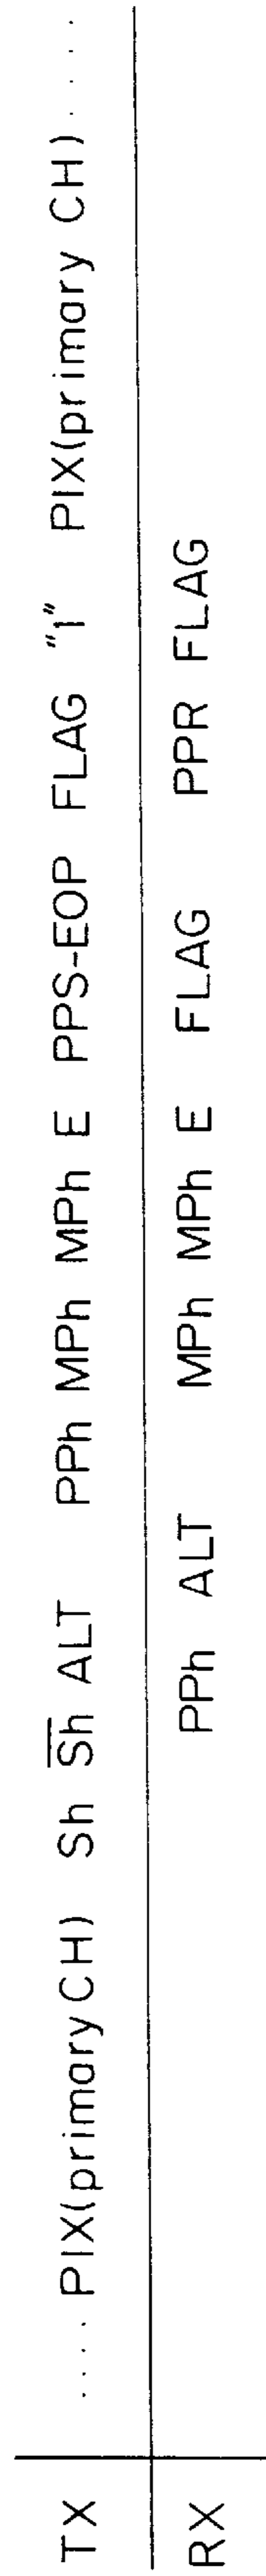 TX .... PIX(primary CH) Sh S̅h ALT PPh MPh MPh E PPS-EOP FLAG "1" PIX(primary CH) ....
RX PPh ALT MPh MPh E FLAG PPR FLAG